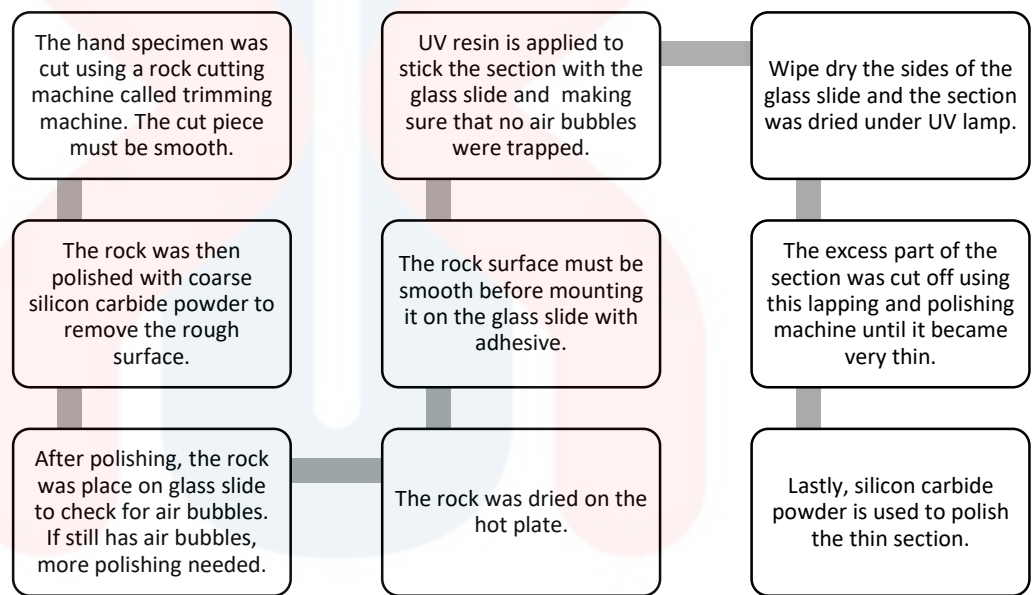 The hand specimen was
cut using a rock cutting
machine called trimming
machine. The cut piece
must be smooth.
The rock was then
polished with coarse
silicon carbide powder to
remove the rough
surface.
After polishing, the rock
was place on glass slide
to check for air bubbles.
If still has air bubbles,
more polishing needed.
The rock was dried on the
hot plate.
The rock surface must be
smooth before mounting
it on the glass slide with
adhesive.
UV resin is applied to
stick the section with the
glass slide and  making
sure that no air bubbles
were trapped.
Wipe dry the sides of the
glass slide and the section
was dried under UV lamp.
The excess part of the
section was cut off using
this lapping and polishing
machine until it became
very thin.
Lastly, silicon carbide
powder is used to polish
the thin section.